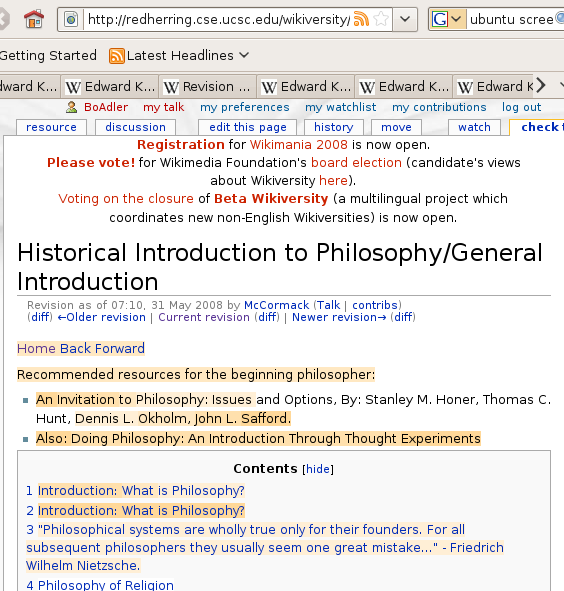 http://redherring.cse.ucsc.edu/wikiversity/ G ubuntu scree
Getting Started Latest Headlines
dward K... W Edward K... W Revision ... W Edward K... W Edward K... W Edward K
BoAdler my talk my preferences my watchlist my contributions log out
resource discussion edit this page history move watch check t
Registration for Wikimania 2008 is now open.
Please vote! for Wikimedia Foundation's board election (candidate's views
about Wikiversity here).
Voting on the closure of Beta Wikiversity (a multilingual project which
coordinates new non-English Wikiversities) is now open.
Historical Introduction to Philosophy/General
Introduction
Revision as of 07:10, 31 May 2008 by McCormack (Talk | contribs)
(diff) ←Older revision | Current revision (diff) | Newer revision→ (diff)
Home Back Forward
Recommended resources for the beginning philosopher:
An Invitation to Philosophy: Issues and Options, By: Stanley M. Honer, Thomas C.
Hunt, Dennis L. Okholm, John L. Safford.
Also: Doing Philosophy: An Introduction Through Thought Experiments
Contents [hide]
1 Introduction: What is Philosophy?
2 Introduction: What is Philosophy?
3 "Philosophical systems are wholly true only for their founders. For all
subsequent philosophers they usually seem one great mistake..." - Friedrich
Wilhelm Nietzsche.
4 Philosophy of Religion